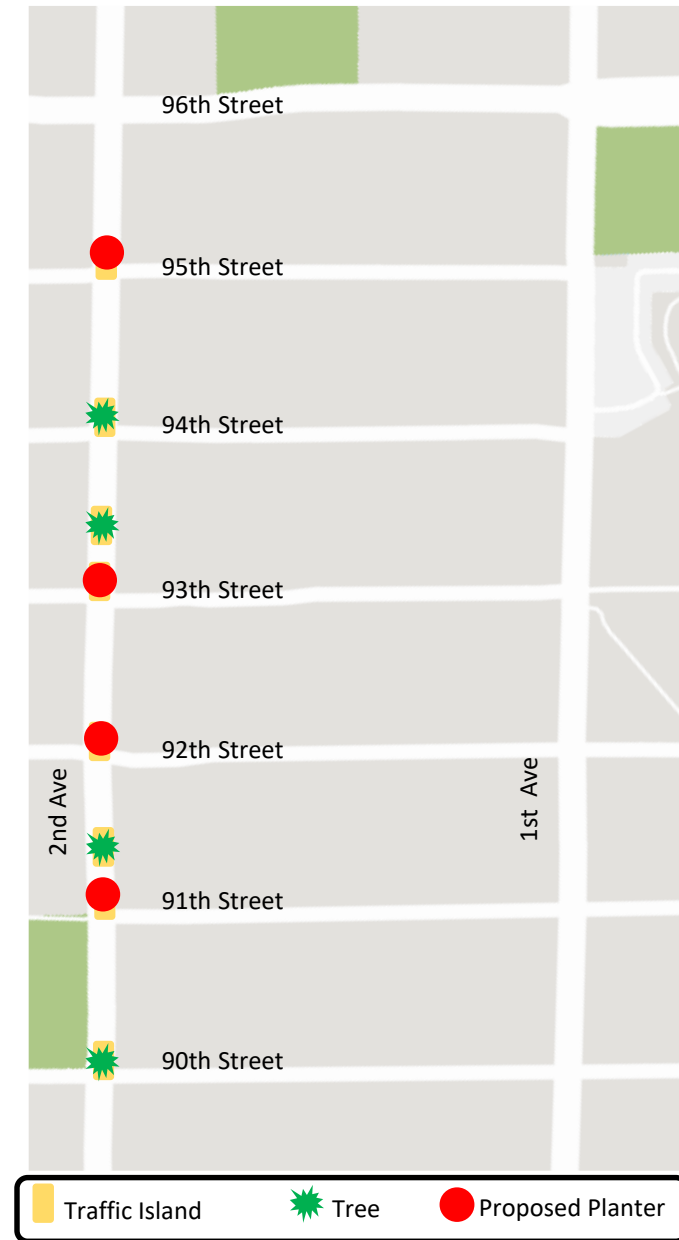 96th Street
95th Street
94th Street
93th Street
92th Street
2nd Ave
1st Ave
91th Street
90th Street
Traffic Island
Tree
Proposed Planter